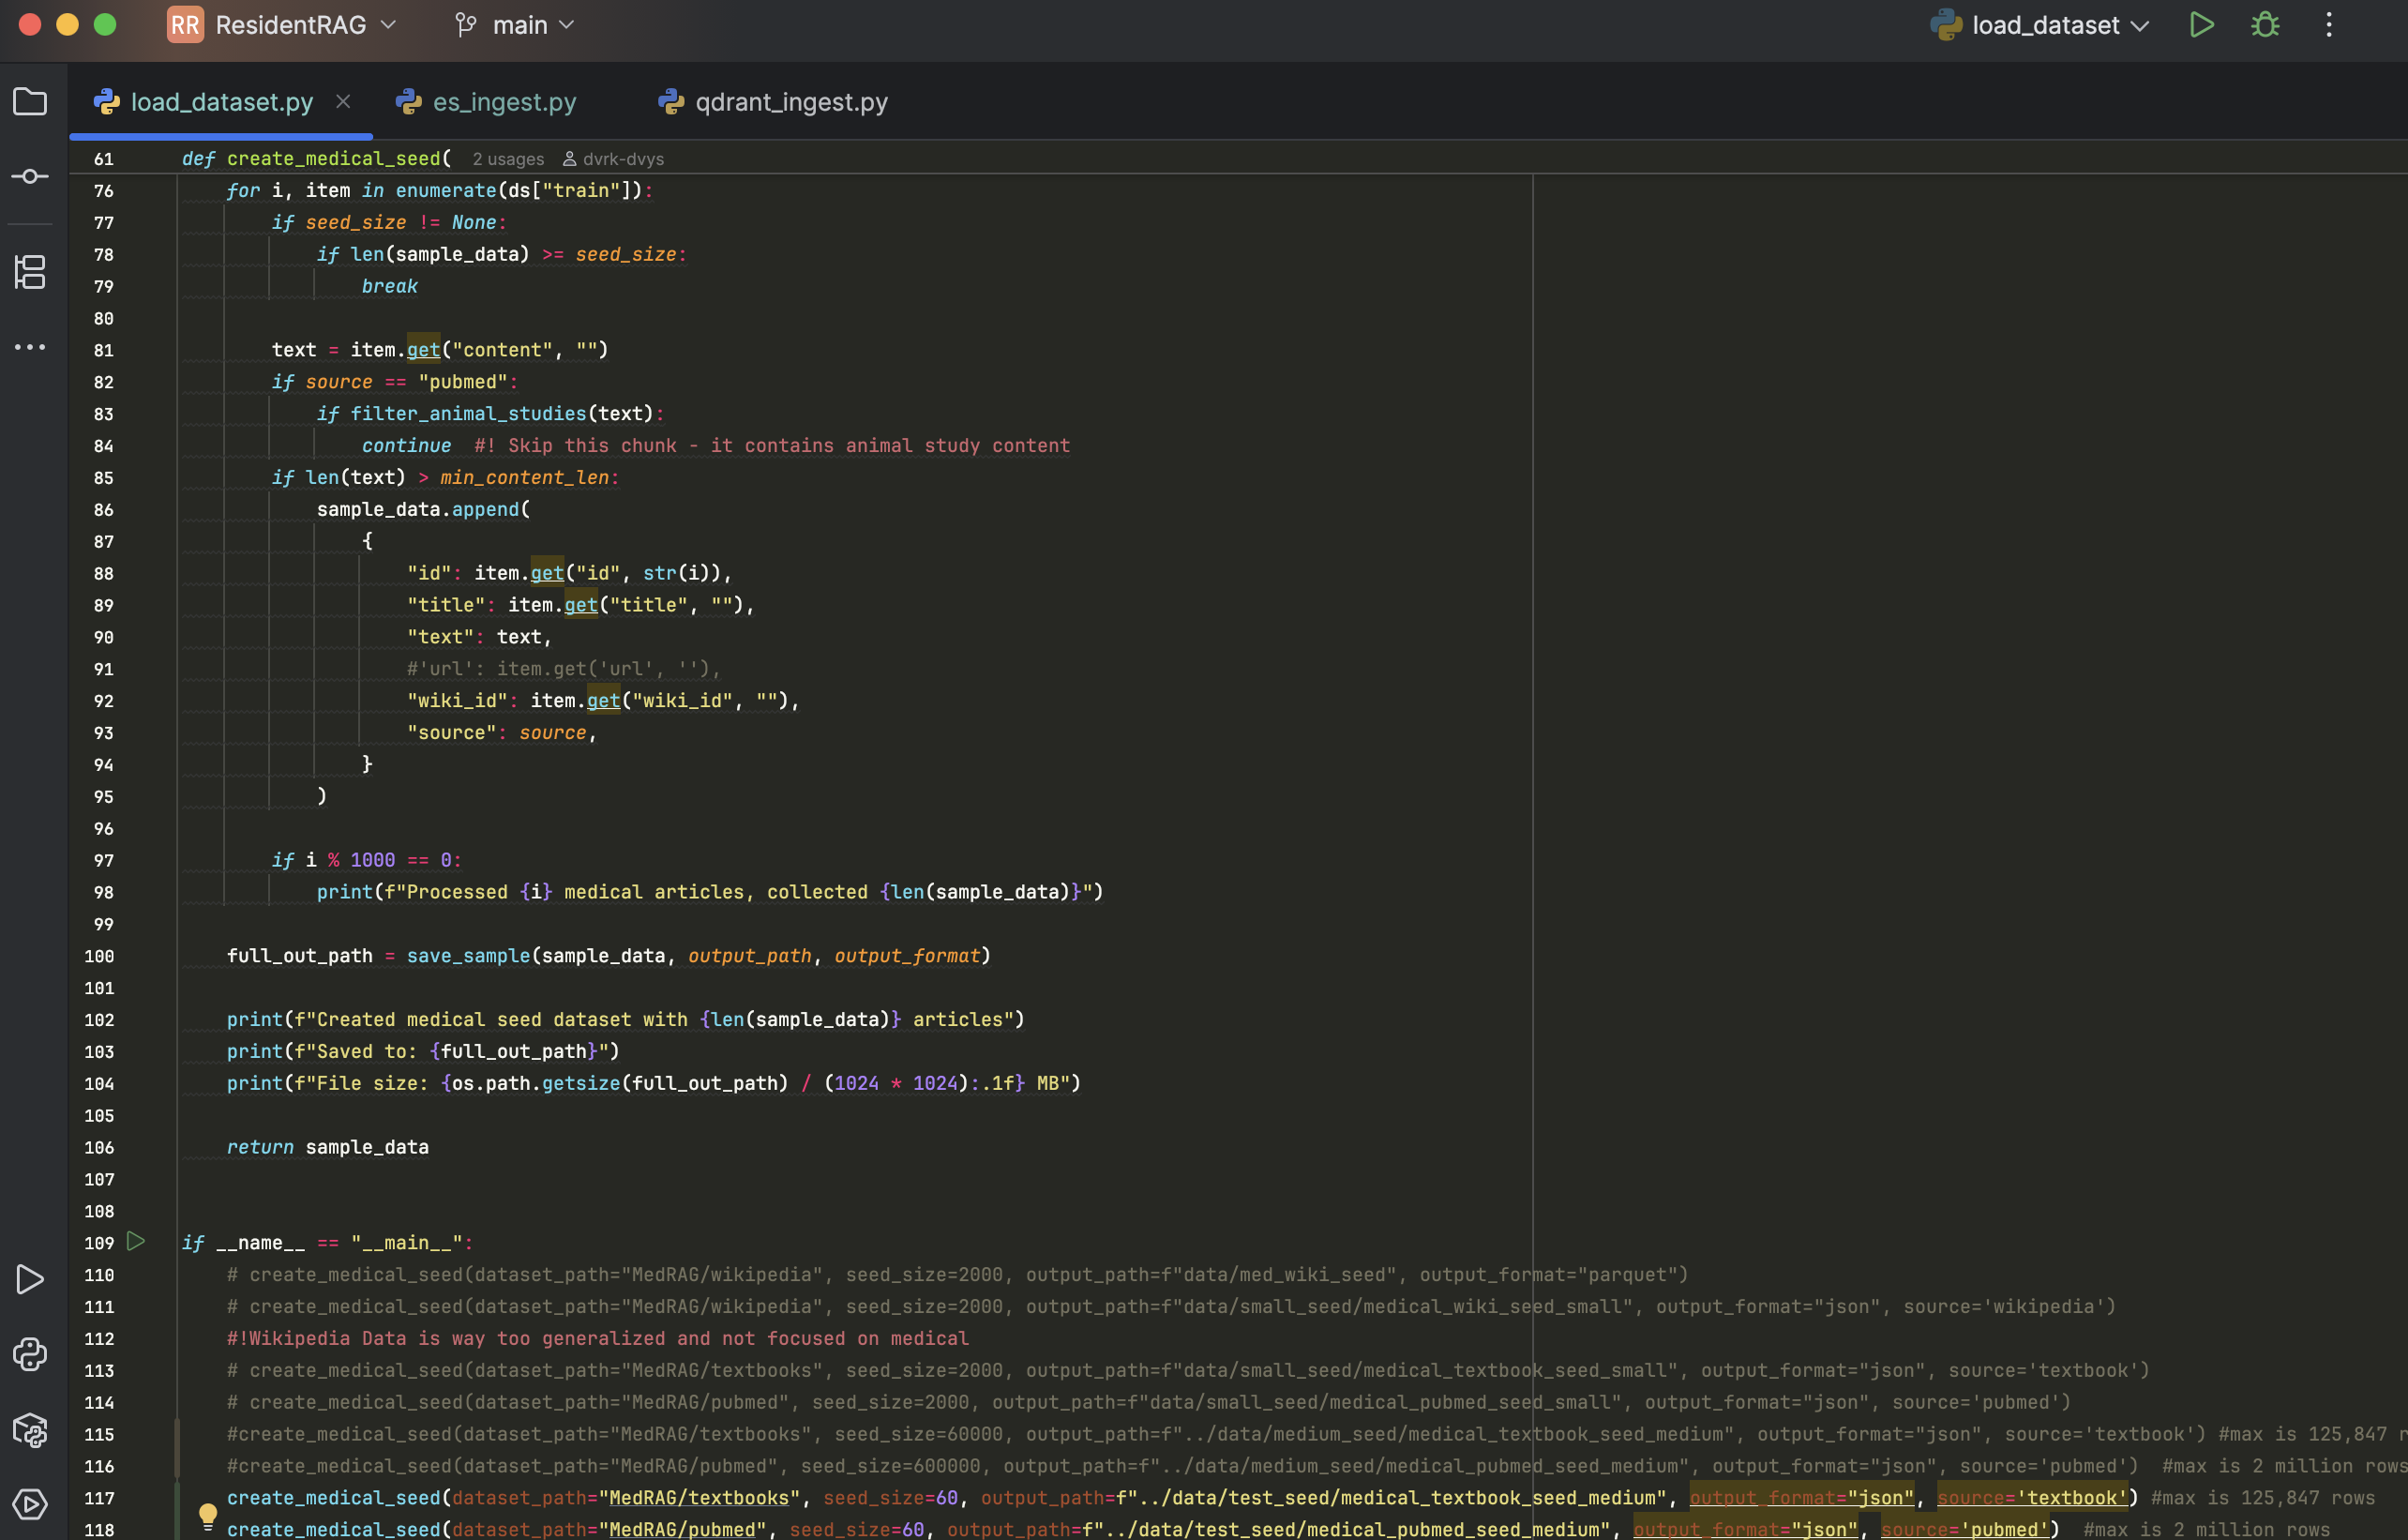 RR ResidentRAG main load_dataset
load_dataset.py es_ingest.py qdrant_ingest.py
61 def create_medical_seed( 2 usages dvrk-dvys
76 for i, item in enumerate(ds["train"]):
77 if seed_size != None:
78 if len(sample_data) >= seed_size:
79 break
80
81 text = item.get("content", "")
82 if source == "pubmed":
83 if filter_animal_studies(text):
84 continue #! Skip this chunk - it contains animal study content
85 if len(text) > min_content_len:
86 sample_data.append(
87 {
88 "id": item.get("id", str(i)),
89 "title": item.get("title", ""),
90 "text": text,
91 #'url': item.get('url', ''),
92 "wiki_id": item.get("wiki_id", ""),
93 "source": source,
94 }
95 )
96
97 if i % 1000 == 0:
98 print(f"Processed {i} medical articles, collected {len(sample_data)}")
99
100 full_out_path = save_sample(sample_data, output_path, output_format)
101
102 print(f"Created medical seed dataset with {len(sample_data)} articles")
103 print(f"Saved to: {full_out_path}")
104 print(f"File size: {os.path.getsize(full_out_path) / (1024 * 1024):.1f} MB")
105
106 return sample_data
107
108
109 if __name__ == "__main__":
110 # create_medical_seed(dataset_path="MedRAG/wikipedia", seed_size=2000, output_path=f"data/med_wiki_seed", output_format="parquet")
111 # create_medical_seed(dataset_path="MedRAG/wikipedia", seed_size=2000, output_path=f"data/small_seed/medical_wiki_seed_small", output_format="json", source='wikipedia')
112 #!Wikipedia Data is way too generalized and not focused on medical
113 # create_medical_seed(dataset_path="MedRAG/textbooks", seed_size=2000, output_path=f"data/small_seed/medical_textbook_seed_small", output_format="json", source='textbook')
114 # create_medical_seed(dataset_path="MedRAG/pubmed", seed_size=2000, output_path=f"data/small_seed/medical_pubmed_seed_small", output_format="json", source='pubmed')
115 #create_medical_seed(dataset_path="MedRAG/textbooks", seed_size=60000, output_path=f"../data/medium_seed/medical_textbook_seed_medium", output_format="json", source='textbook') #max is 125,847 r
116 #create_medical_seed(dataset_path="MedRAG/pubmed", seed_size=600000, output_path=f"../data/medium_seed/medical_pubmed_seed_medium", output_format="json", source='pubmed') #max is 2 million rows
117 create_medical_seed(dataset_path="MedRAG/textbooks", seed_size=60, output_path=f"../data/test_seed/medical_textbook_seed_medium", output_format="json", source='textbook') #max is 125,847 rows
118 create_medical_seed(dataset_path="MedRAG/pubmed", seed_size=60, output_path=f"../data/test_seed/medical_pubmed_seed_medium", output_format="json", source='pubmed') #max is 2 million rows